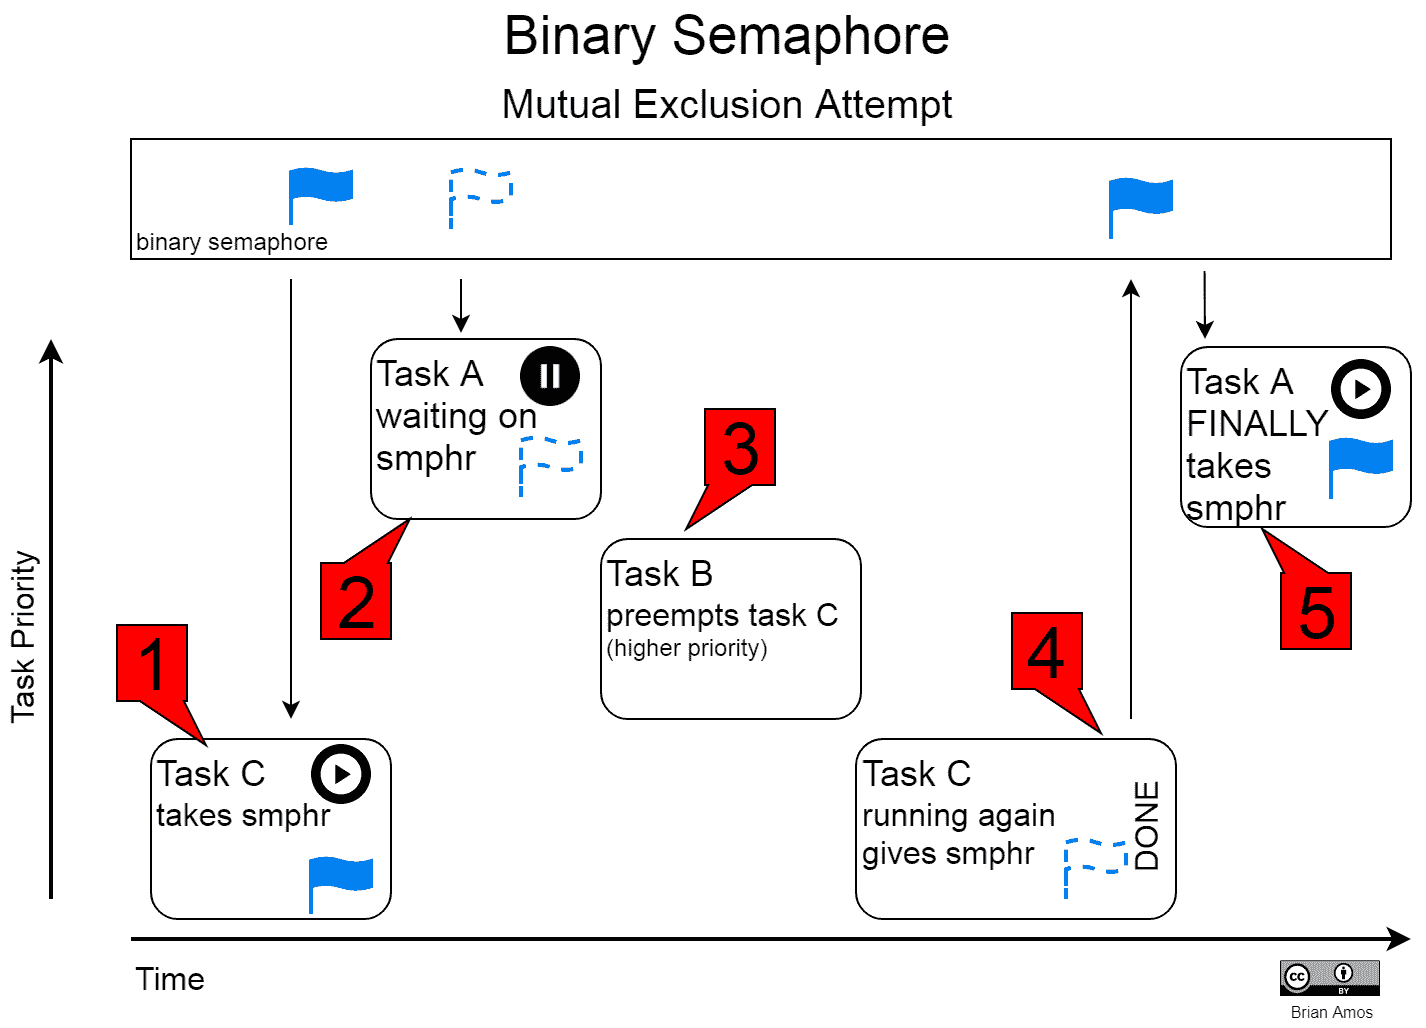 Binary Semaphore
Mutual Exclusion Attempt
binary semaphore
Task Priority
1
Task C
takes smphr
2
Task A
waiting on
smphr
3
Task B
preempts task C
(higher priority)
4
Task C
running again
gives smphr
DONE
5
Task A
FINALLY
takes
smphr
Time
cc
BY
Brian Amos